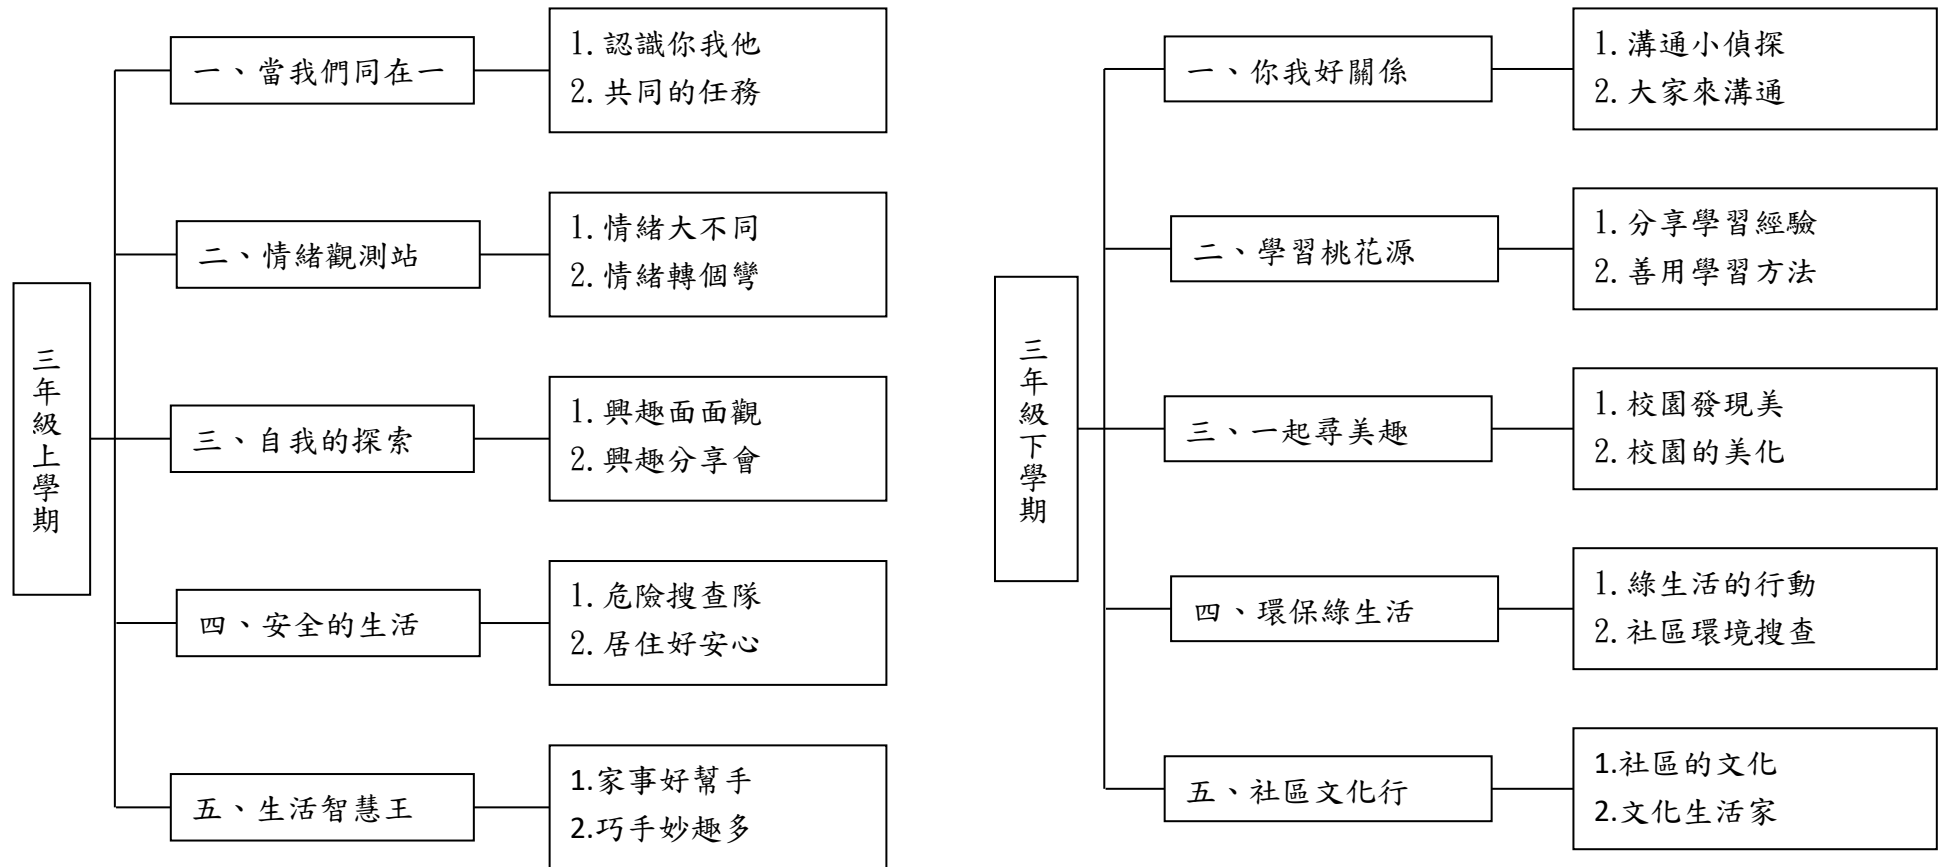 三年級上學期
一、當我們同在一
1.認識你我他
2.共同的任務
二、情緒觀測站
1.情緒大不同
2.情緒轉個彎
三、自我的探索
1.興趣面面觀
2.興趣分享會
四、安全的生活
1.危險搜查隊
2.居住好安心
五、生活智慧王
1.家事好幫手
2.巧手妙趣多
三年級下學期
一、你我好關係
1.溝通小偵探
2.大家來溝通
二、學習桃花源
1.分享學習經驗
2.善用學習方法
三、一起尋美趣
1.校園發現美
2.校園的美化
四、環保綠生活
1.綠生活的行動
2.社區環境搜查
五、社區文化行
1.社區的文化
2.文化生活家